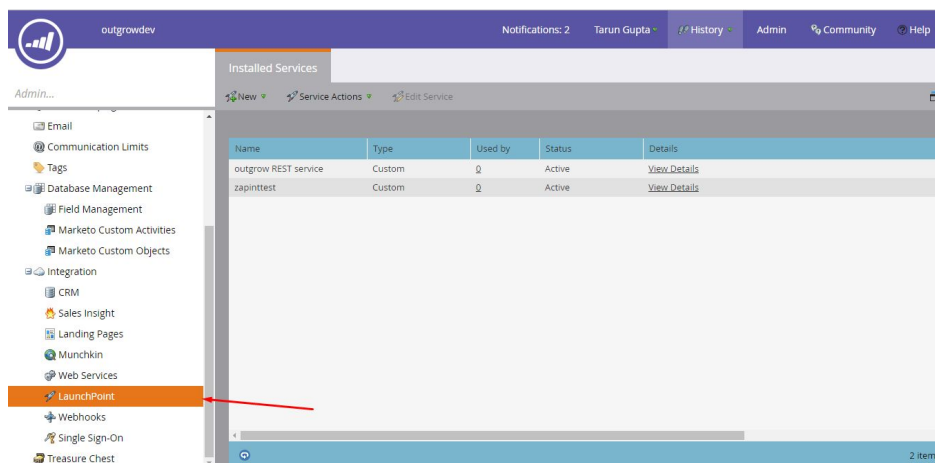 outgrowdev
Notifications: 2 Tarun Gupta History Admin Community Help
Installed Services
Admin...
New Service Actions Edit Service
Email
Communication Limits
Tags
Database Management
Field Management
Marketo Custom Activities
Marketo Custom Objects
Integration
CRM
Sales Insight
Landing Pages
Munchkin
Web Services
LaunchPoint
Webhooks
Single Sign-On
Treasure Chest
Name Type Used by Status Details
outgrow REST service Custom 0 Active View Details
zapinttest Custom 0 Active View Details
2 item